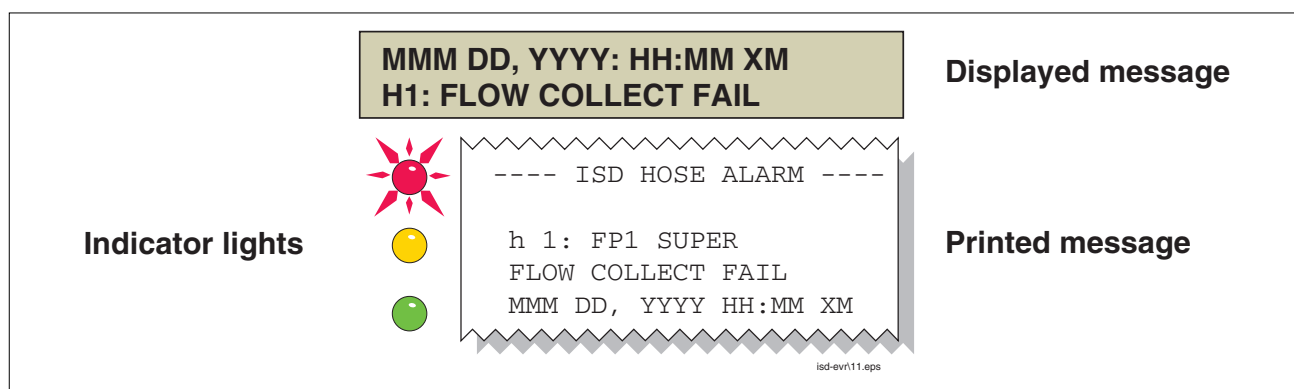 MMM DD, YYYY: HH:MM XM
H1: FLOW COLLECT FAIL
Displayed message
---- ISD HOSE ALARM ----
h 1: FP1 SUPER
FLOW COLLECT FAIL
MMM DD, YYYY HH:MM XM
Indicator lights
Printed message
isd-evr\11.eps